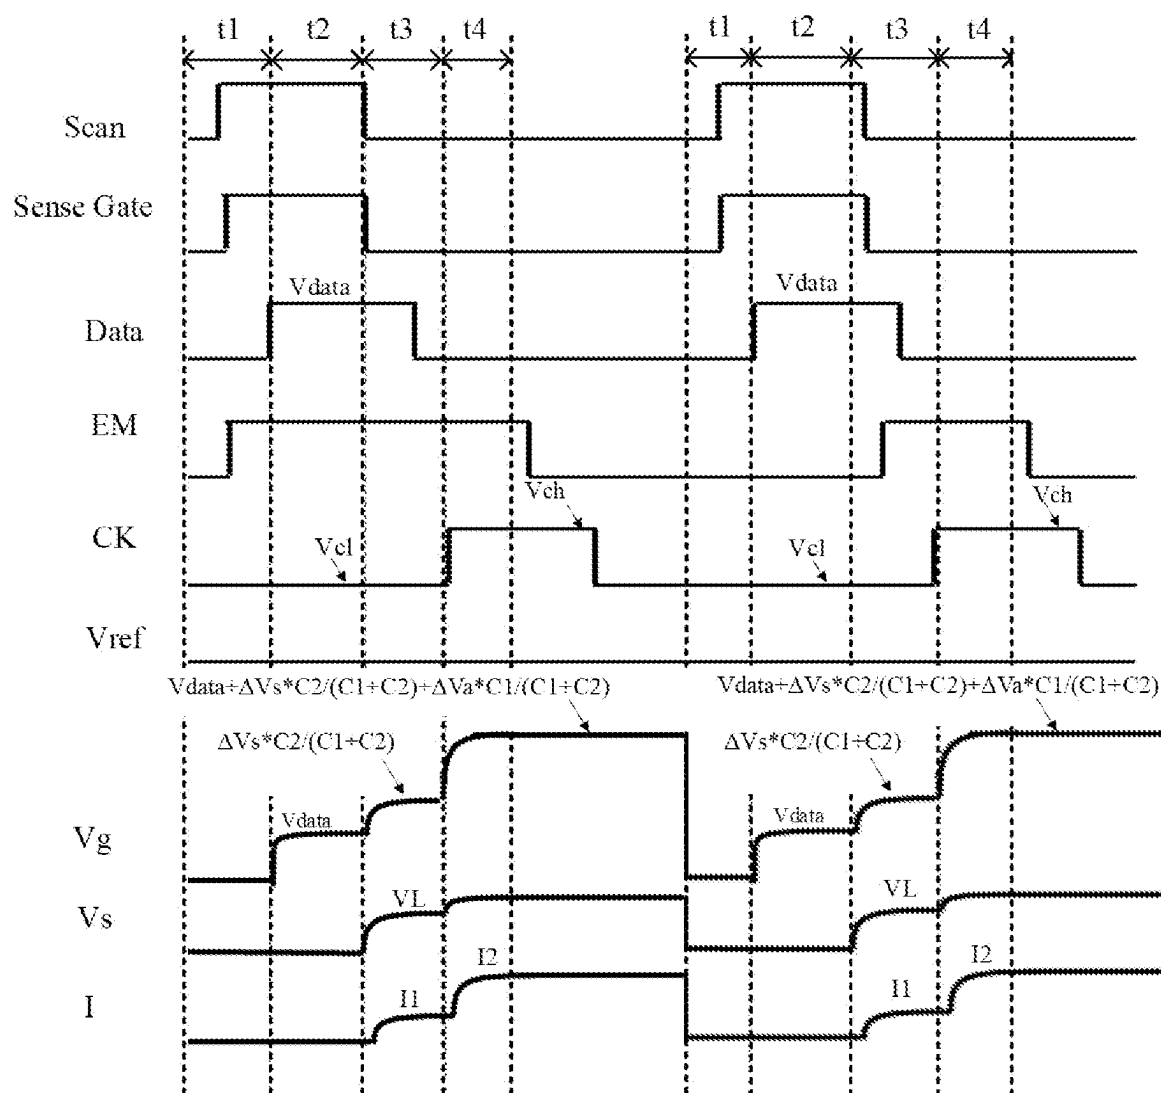 t1 t2 t3 t4 t1 t2 t3 t4
Scan
Sense Gate
Vdata Vdata
Data
EM
Vch Vch
CK
Vcl Vcl
Vref
Vdata+ΔVs*C2/(C1+C2)+ΔVa*C1/(C1+C2) Vdata+ΔVs*C2/(C1+C2)+ΔVa*C1/(C1+C2)
ΔVs*C2/(C1+C2) ΔVs*C2/(C1+C2)
Vdata Vdata
Vg
VL VL
Vs
I2 I2
I1 I1
I